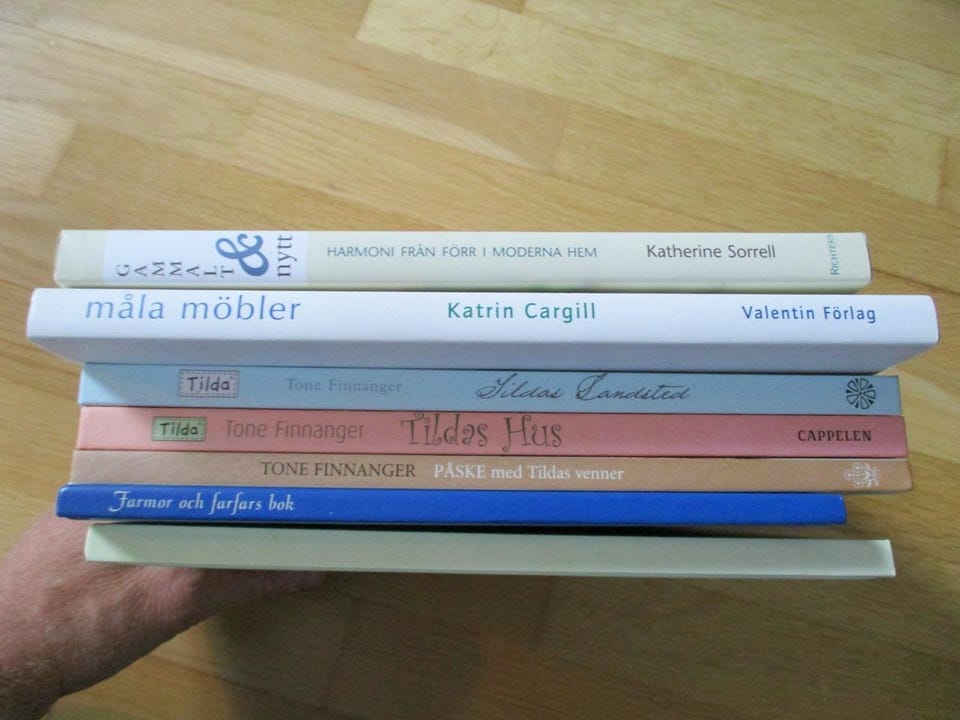 GAMMALT & nytt HARMONI FRÅN FÖRR I MODERNA HEM Katherine Sorrell RICHTERS
måla möbler Katrin Cargill Valentin Förlag
Tilda Tone Finnanger Tildas Landsted
Tilda Tone Finnanger Tildas Hus CAPPELEN
TONE FINNANGER PÅSKE med Tildas venner
Farmor och farfars bok